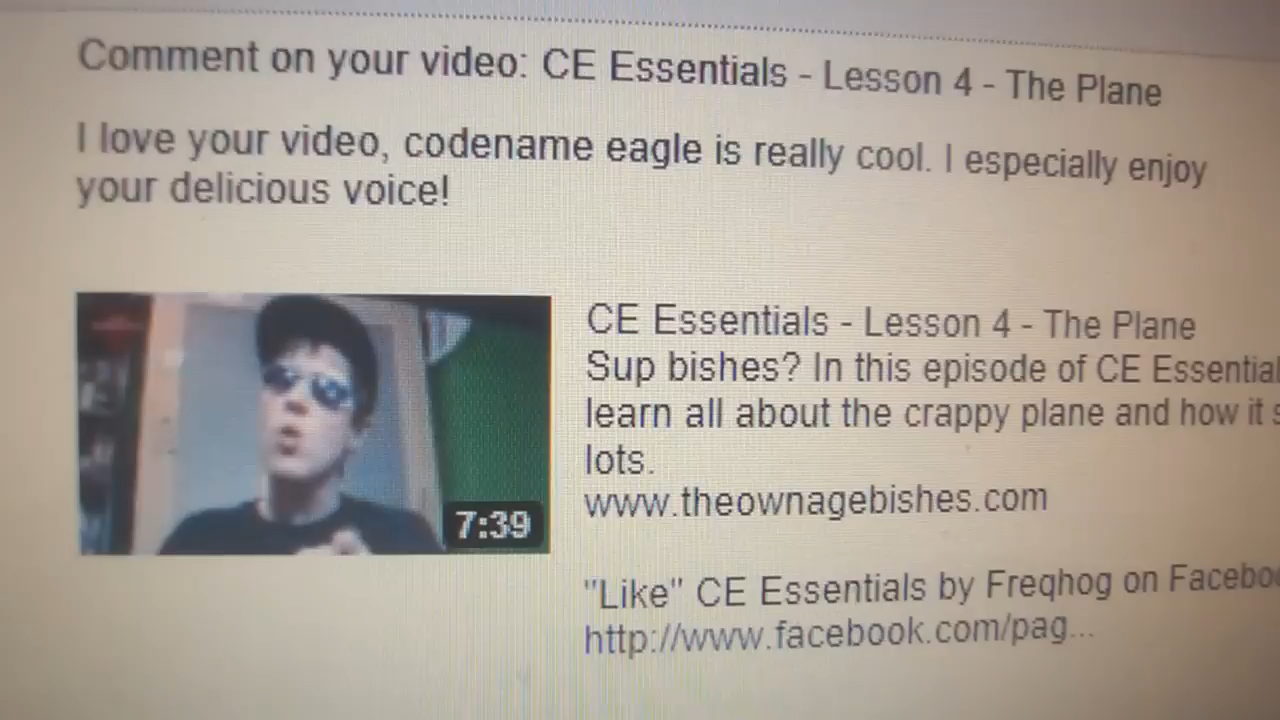 Comment on your video: CE Essentials - Lesson 4 - The Plane
I love your video, codename eagle is really cool. I especially enjoy
your delicious voice!
CE Essentials - Lesson 4 - The Plane
Sup bishes? In this episode of CE Essential
learn all about the crappy plane and how it s
lots.
www.theownagebishes.com
7:39
"Like" CE Essentials by Freqhog on Facebo
http://www.facebook.com/pag...